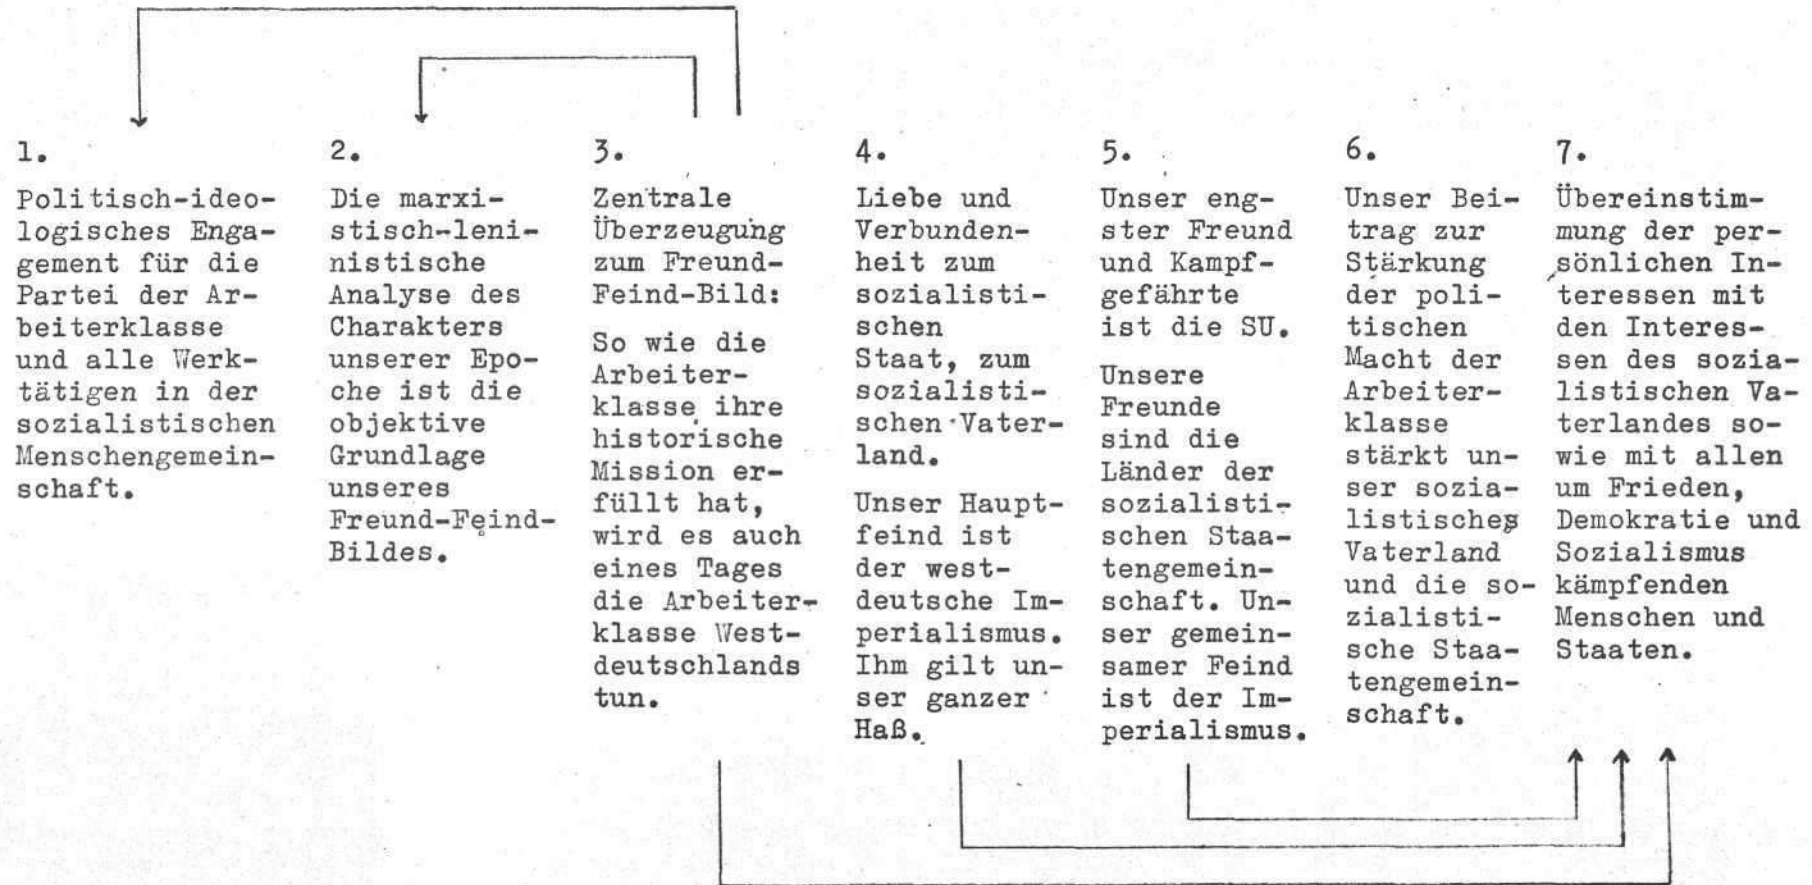 1.
Politisch-ideo-
logisches Enga-
gement für die
Partei der Ar-
beiterklasse
und alle Werk-
tätigen in der
sozialistischen
Menschengemein-
schaft.
2.
Die marxi-
stisch-leni-
nistische
Analyse des
Charakters
unserer Epo-
che ist die
objektive
Grundlage
unseres
Freund-Feind-
Bildes.
3.
Zentrale
Überzeugung
zum Freund-
Feind-Bild:
So wie die
Arbeiter-
klasse ihre
historische
Mission er-
füllt hat,
wird es auch
eines Tages
die Arbeiter-
klasse West-
deutschlands
tun.
4.
Liebe und
Verbunden-
heit zum
sozialisti-
schen
Staat, zum
sozialisti-
schen Vater-
land.
Unser Haupt-
feind ist
der west-
deutsche Im-
perialismus.
Ihm gilt un-
ser ganzer
Haß.
5.
Unser eng-
ster Freund
und Kampf-
gefährte
ist die SU.
Unsere
Freunde
sind die
Länder der
sozialisti-
schen Staa-
tengemein-
schaft. Un-
ser gemein-
samer Feind
ist der Im-
perialismus.
6.
Unser Bei-
trag zur
Stärkung
der poli-
tischen
Macht der
Arbeiter-
klasse
stärkt un-
ser sozia-
listisches
Vaterland
und die so-
zialisti-
sche Staa-
tengemein-
schaft.
7.
Übereinstim-
mung der per-
sönlichen In-
teressen mit
den Interes-
sen des sozia-
listischen Va-
terlandes so-
wie mit allen
um Frieden,
Demokratie und
Sozialismus
kämpfenden
Menschen und
Staaten.